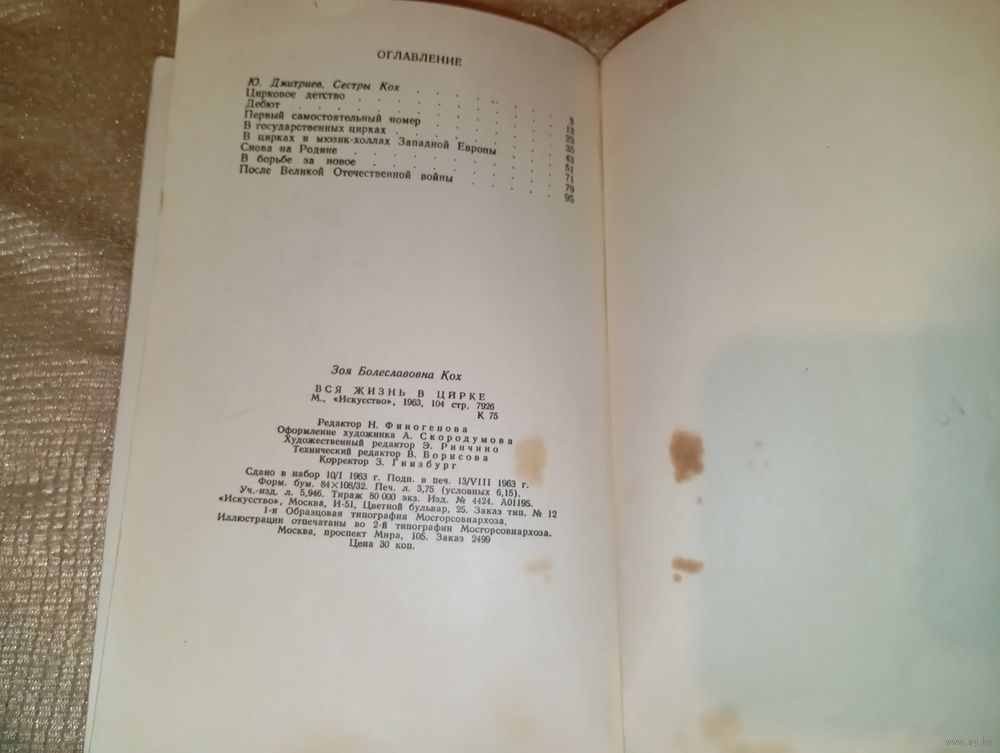 ОГЛАВЛЕНИЕ
Ю. Дмитриев, Сестры Кох . . . . . . . 3
Цирковое детство . . . . . . . . 13
Дебют . . . . . . . . . . 23
Первый самостоятельный номер . . . . . . 35
В государственных цирках . . . . . . . 43
В цирках и мюзик-холлах Западной Европы . . . 51
Снова на Родине . . . . . . . . 71
В борьбе за новое . . . . . . . . 79
После Великой Отечественной войны . . . . . 95
Зоя Болеславовна Кох
ВСЯ ЖИЗНЬ В ЦИРКЕ
М., «Искусство», 1963, 104 стр. 7926
К 75
Редактор Н. Финогенова
Оформление художника А. Скородумова
Художественный редактор Э. Ринчино
Технический редактор В. Борисова
Корректор З. Гинзбург
Сдано в набор 10/I 1963 г. Подп. в печ. 13/VIII 1963 г.
Форм. бум. 84×108/32. Печ. л. 3,75 (условных 6,15).
Уч.-изд. л. 5,946. Тираж 80 000 экз. Изд. № 4424. А01195.
«Искусство», Москва, И-51, Цветной бульвар, 25. Заказ тип. № 12
1-я Образцовая типография Мосгорсовнархоза.
Иллюстрации отпечатаны во 2-й типографии Мосгорсовнархоза.
Москва, проспект Мира, 105. Заказ 2499
Цена 30 коп.
www.ay.by